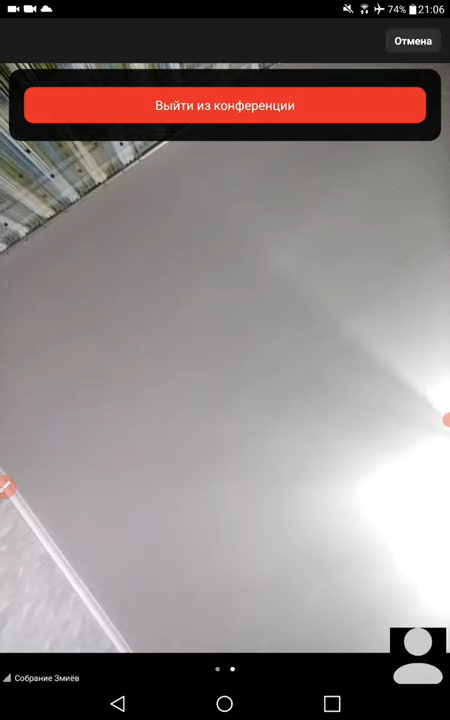 74% 21:06
Отмена
Выйти из конференции
Собрание Змиёв